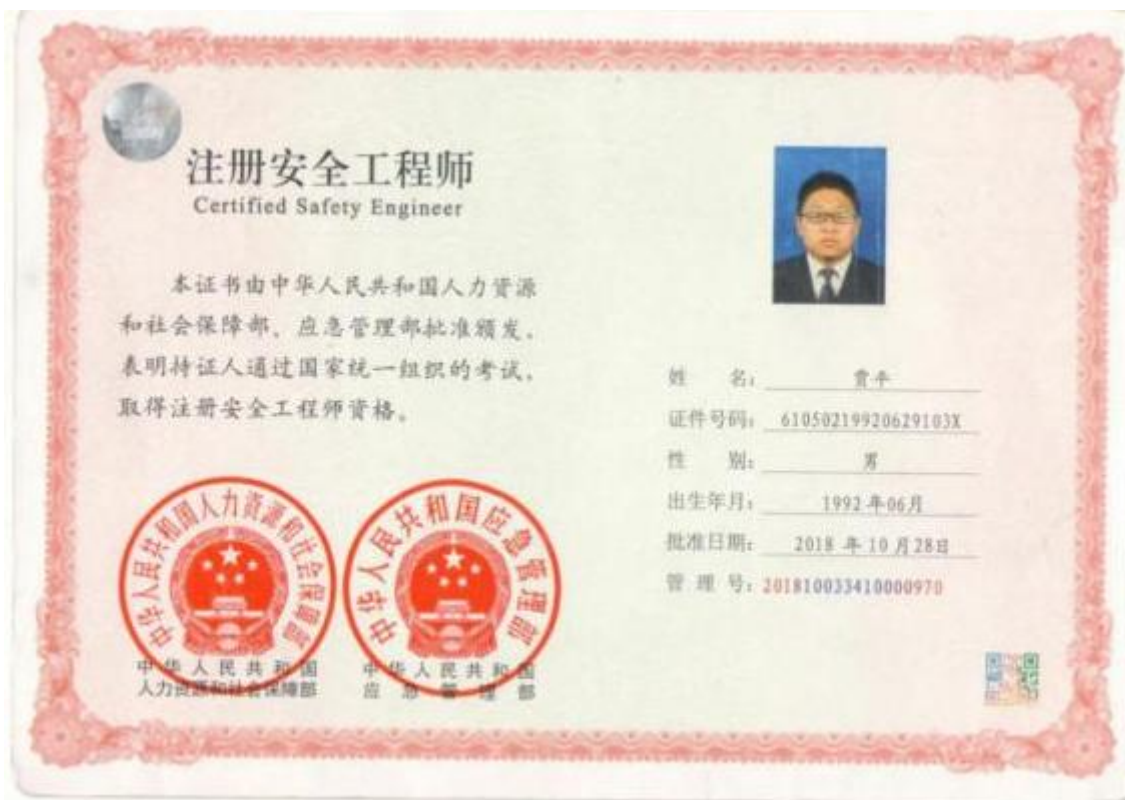 注册安全工程师
Certified Safety Engineer
本证书由中华人民共和国人力资源
和社会保障部、应急管理部批准颁发，
表明持证人通过国家统一组织的考试，
取得注册安全工程师资格。
中华人民共和国人力资源和社会保障部
中华人民共和国
人力资源和社会保障部
中华人民共和国应急管理部
中华人民共和国
应急管理部
姓 名： 贾平
证件号码： 61050219920629103X
性 别： 男
出生年月： 1992年06月
批准日期： 2018年10月28日
管 理 号： 201810033410000970